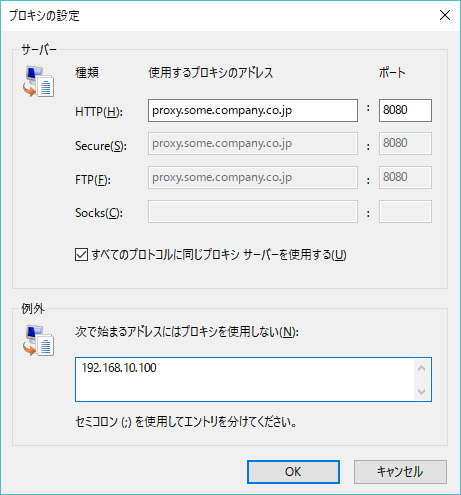 プロキシの設定
サーバー
種類 使用するプロキシのアドレス ポート
HTTP(H): proxy.some.company.co.jp : 8080
Secure(S): proxy.some.company.co.jp : 8080
FTP(F): proxy.some.company.co.jp : 8080
Socks(C): :
すべてのプロトコルに同じプロキシ サーバーを使用する(U)
例外
次で始まるアドレスにはプロキシを使用しない(N):
192.168.10.100
セミコロン (;) を使用してエントリを分けてください。
OK キャンセル